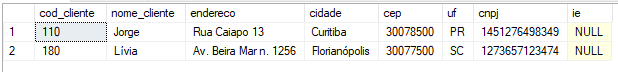 cod_cliente nome_cliente endereco cidade cep uf cnpj ie
1 110 Jorge Rua Caiapo 13 Curitiba 30078500 PR 1451276498349 NULL
2 180 Lívia Av. Beira Mar n. 1256 Florianópolis 30077500 SC 1273657123474 NULL